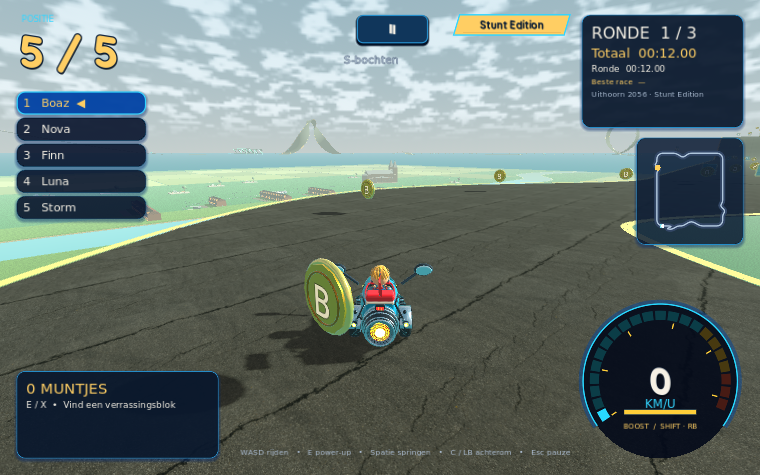 POSITIE
5 / 5
1 Boaz ◀
2 Nova
3 Finn
4 Luna
5 Storm
S-bochten
Stunt Edition
RONDE 1 / 3
Totaal 00:12.00
Ronde 00:12.00
Beste race —
Uithoorn 2056 · Stunt Edition
B
B
B
B
0 MUNTJES
E / X • Vind een verrassingsblok
0
KM/U
BOOST / SHIFT · RB
WASD rijden • E power-up • Spatie springen • C / LB achterom • Esc pauze